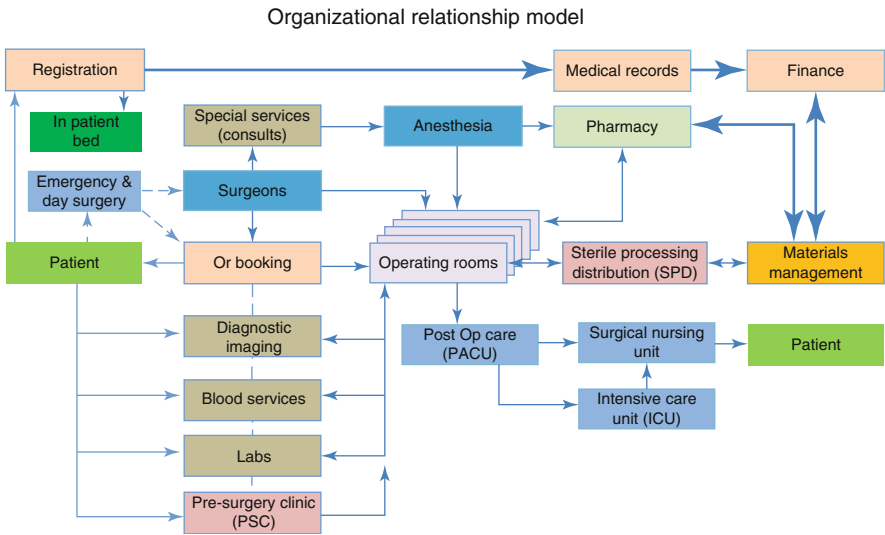 Organizational relationship model
Registration
Medical records
Finance
In patient
bed
Special services
(consults)
Anesthesia
Pharmacy
Emergency &
day surgery
Surgeons
Patient
Or booking
Operating rooms
Sterile processing
distribution (SPD)
Materials
management
Diagnostic
imaging
Post Op care
(PACU)
Surgical nursing
unit
Patient
Blood services
Intensive care
unit (ICU)
Labs
Pre-surgery clinic
(PSC)